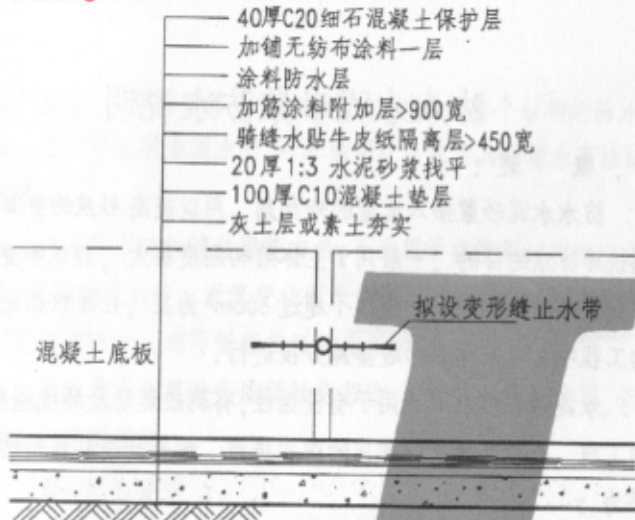 40厚C20细石混凝土保护层
加铺无纺布涂料一层
涂料防水层
加筋涂料附加层>900宽
骑缝水贴牛皮纸隔离层>450宽
20厚1:3 水泥砂浆找平
100厚C10混凝土垫层
灰土层或素土夯实
拟设变形缝止水带
混凝土底板